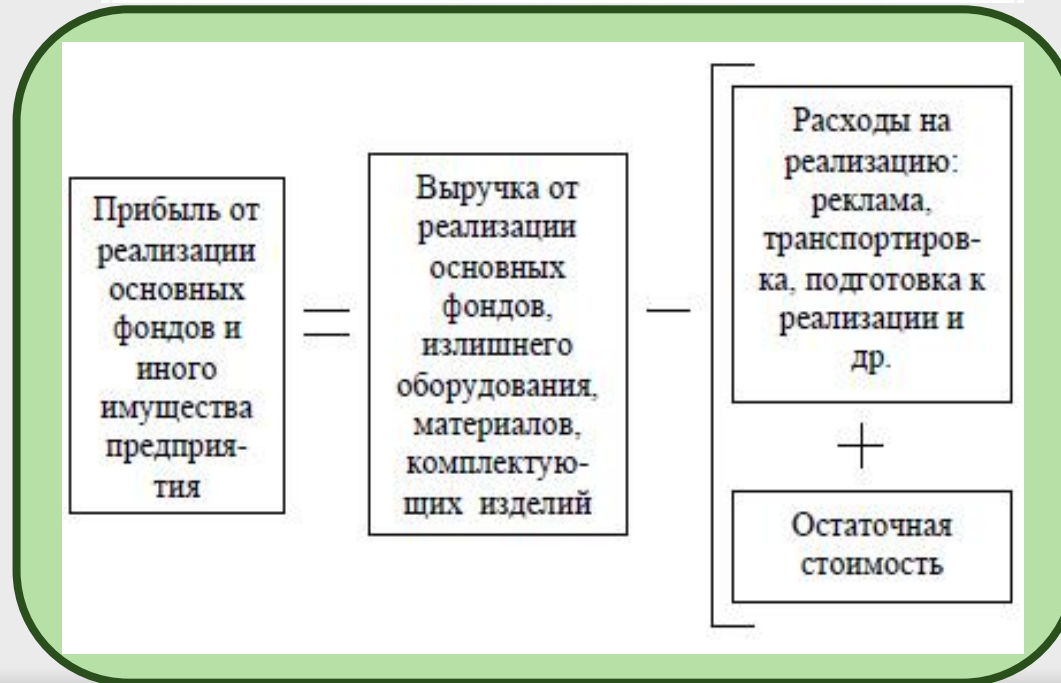 Прибыль от
реализации
основных
фондов и
иного
имущества
предприя-
тия
=
Выручка от
реализации
основных
фондов,
излишнего
оборудования,
материалов,
комплектую-
щих изделий
—
Расходы на
реализацию:
реклама,
транспортиров-
ка, подготовка к
реализации и
др.
+
Остаточная
стоимость